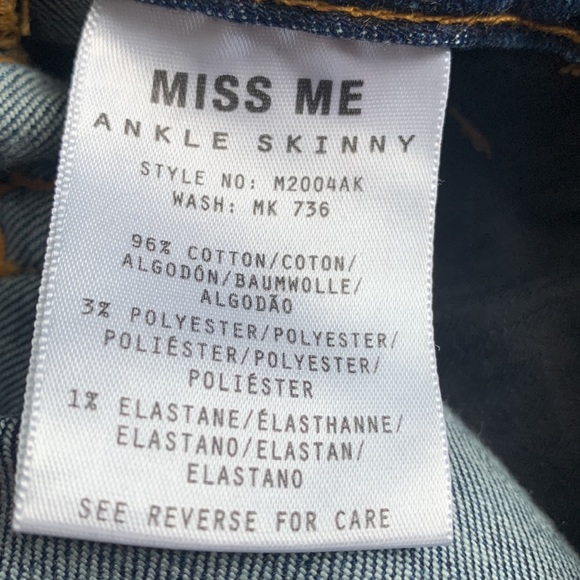 MISS ME
ANKLE SKINNY
STYLE NO: M2004AK
WASH: MK 736
96% COTTON/COTON/
ALGODÓN/BAUMWOLLE/
ALGODÃO
3% POLYESTER/POLYESTER/
POLIÉSTER/POLYESTER/
POLIÉSTER
1% ELASTANE/ÉLASTHANNE/
ELASTANO/ELASTAN/
ELASTANO
SEE REVERSE FOR CARE